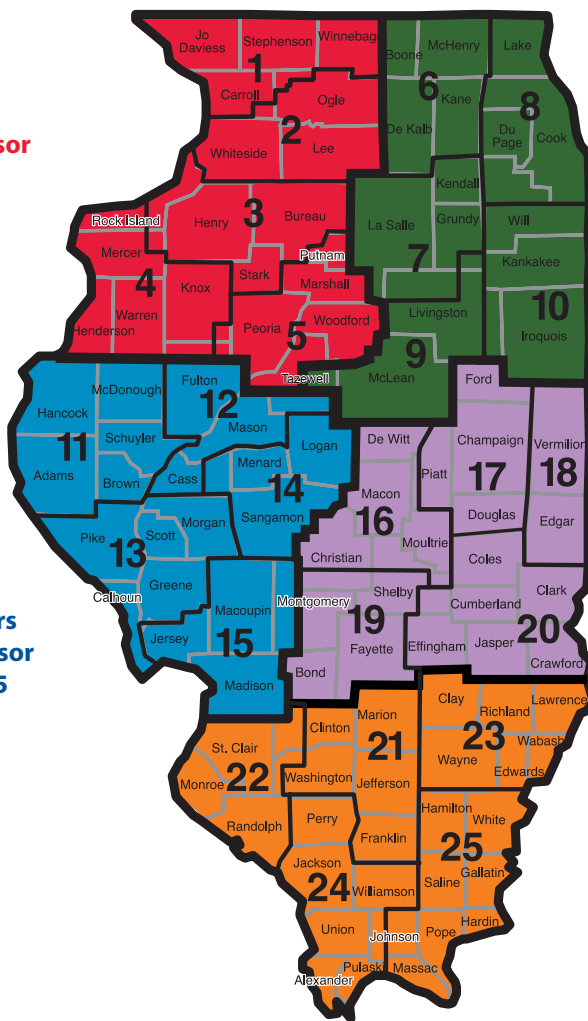 Jo
Daviess
Stephenson
Winnebago
1
Carroll
Ogle
2
Whiteside
Lee
Boone
McHenry
Lake
6
Kane
8
De Kalb
Du
Page
Cook
sor
Rock Island
Henry
3
Bureau
Putnam
Mercer
4
Knox
Stark
Marshall
Warren
Henderson
Peoria
5
Woodford
Tazewell
Kendall
La Salle
Grundy
Will
7
Kankakee
Livingston
10
Iroquois
9
McLean
McDonough
Fulton
12
Hancock
Mason
11
Schuyler
Logan
Adams
Brown
Cass
Menard
14
Sangamon
Pike
Scott
Morgan
13
Calhoun
Greene
Macoupin
Jersey
15
Madison
rs
sor
5
Ford
De Witt
Champaign
Vermilion
Piatt
17
18
Macon
16
Douglas
Edgar
Moultrie
Christian
Coles
Shelby
Clark
Montgomery
Cumberland
19
20
Fayette
Effingham
Jasper
Bond
Crawford
Clay
Lawrence
Marion
Richland
Clinton
21
23
St. Clair
Wabash
22
Washington
Wayne
Jefferson
Edwards
Monroe
Hamilton
Randolph
Perry
White
Franklin
25
Jackson
Gallatin
24
Williamson
Saline
Hardin
Union
Johnson
Pope
Pulaski
Massac
Alexander